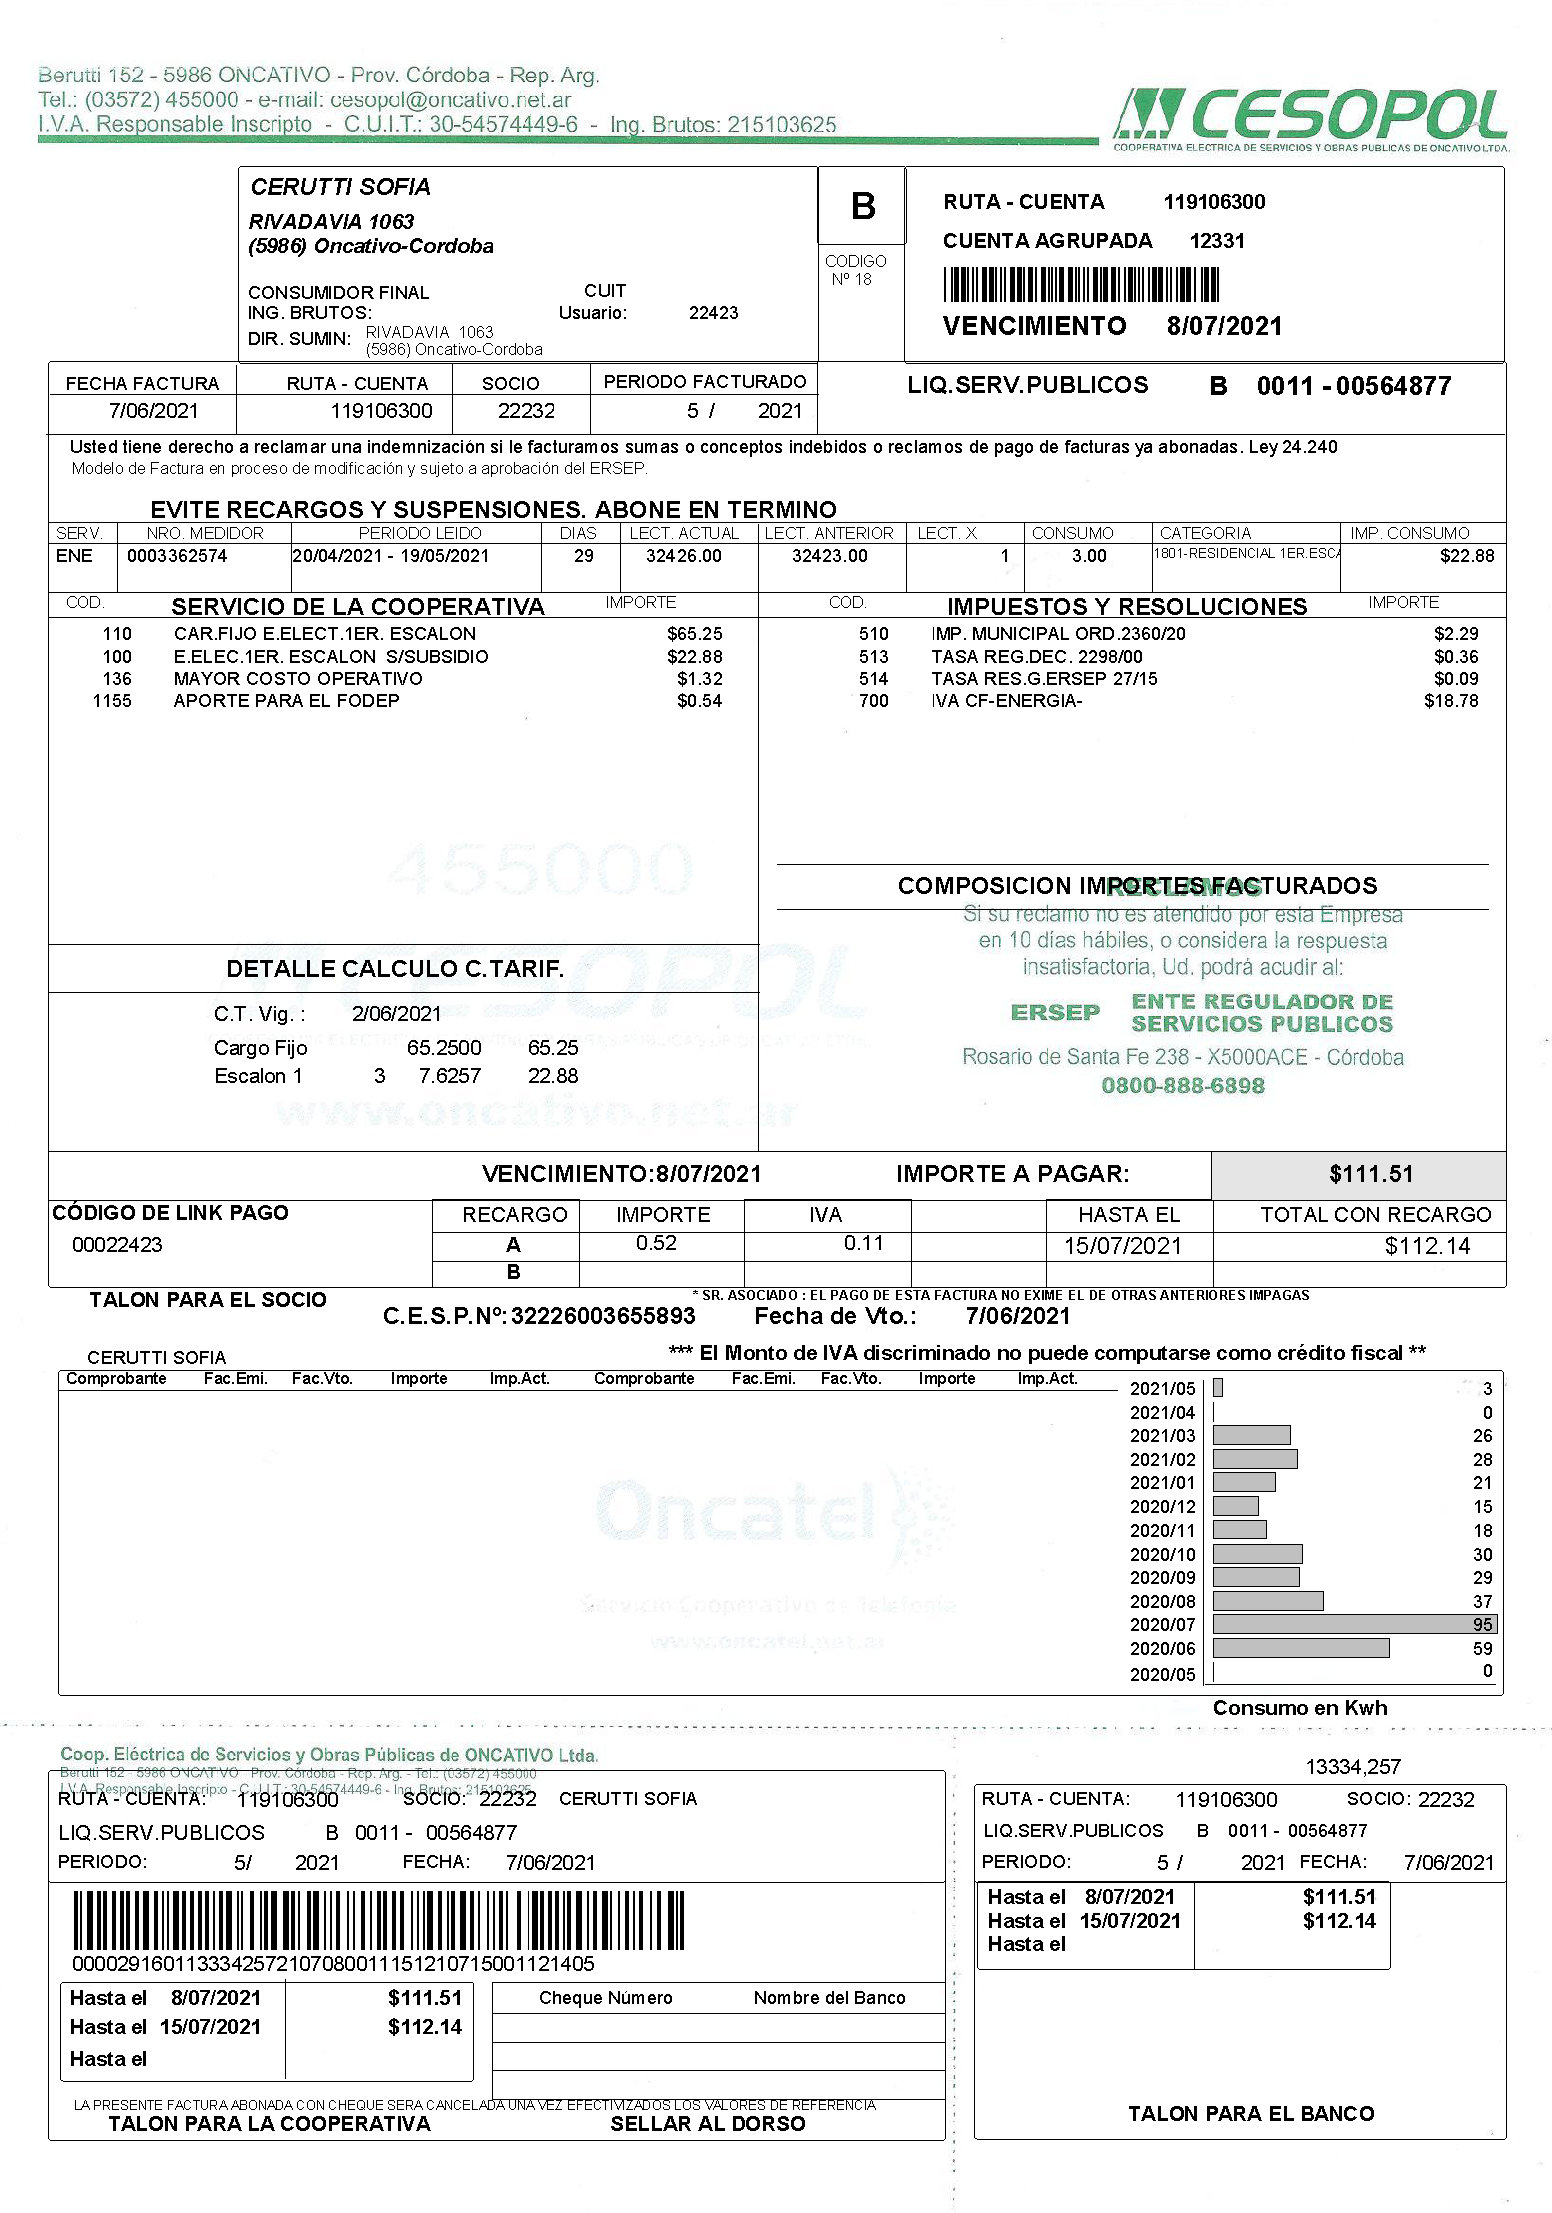 Berutti 152 - 5986 ONCATIVO - Prov. Córdoba - Rep. Arg.
Tel.: (03572) 455000 - e-mail: cesopol@oncativo.net.ar
I.V.A. Responsable Inscripto - C.U.I.T.: 30-54574449-6 - Ing. Brutos: 215103625
CESOPOL
COOPERATIVA ELECTRICA DE SERVICIOS Y OBRAS PUBLICAS DE ONCATIVO LTDA.
CERUTTI SOFIA
RIVADAVIA 1063
(5986) Oncativo-Cordoba
CONSUMIDOR FINAL CUIT
ING. BRUTOS: Usuario: 22423
DIR. SUMIN: RIVADAVIA 1063
(5986) Oncativo-Cordoba
B
CODIGO
Nº 18
RUTA - CUENTA 119106300
CUENTA AGRUPADA 12331
VENCIMIENTO 8/07/2021
FECHA FACTURA RUTA - CUENTA SOCIO PERIODO FACTURADO
7/06/2021 119106300 22232 5 / 2021
LIQ.SERV.PUBLICOS B 0011 - 00564877
Usted tiene derecho a reclamar una indemnización si le facturamos sumas o conceptos indebidos o reclamos de pago de facturas ya abonadas. Ley 24.240
Modelo de Factura en proceso de modificación y sujeto a aprobación del ERSEP.
EVITE RECARGOS Y SUSPENSIONES. ABONE EN TERMINO
SERV. NRO. MEDIDOR PERIODO LEIDO DIAS LECT. ACTUAL LECT. ANTERIOR LECT. X CONSUMO CATEGORIA IMP. CONSUMO
ENE 0003362574 20/04/2021 - 19/05/2021 29 32426.00 32423.00 1 3.00 1801-RESIDENCIAL 1ER.ESCA $22.88
COD. SERVICIO DE LA COOPERATIVA IMPORTE
110 CAR.FIJO E.ELECT.1ER. ESCALON $65.25
100 E.ELEC.1ER. ESCALON S/SUBSIDIO $22.88
136 MAYOR COSTO OPERATIVO $1.32
1155 APORTE PARA EL FODEP $0.54
COD. IMPUESTOS Y RESOLUCIONES IMPORTE
510 IMP. MUNICIPAL ORD.2360/20 $2.29
513 TASA REG.DEC. 2298/00 $0.36
514 TASA RES.G.ERSEP 27/15 $0.09
700 IVA CF-ENERGIA- $18.78
455000
CESOPOL
www.oncativo.net.ar
DETALLE CALCULO C.TARIF.
C.T. Vig. : 2/06/2021
Cargo Fijo 65.2500 65.25
Escalon 1 3 7.6257 22.88
COMPOSICION IMPORTES FACTURADOS
RECLAMOS
Si su reclamo no es atendido por esta Empresa
en 10 días hábiles, o considera la respuesta
insatisfactoria, Ud. podrá acudir al:
ERSEP ENTE REGULADOR DE
SERVICIOS PUBLICOS
Rosario de Santa Fe 238 - X5000ACE - Córdoba
0800-888-6898
VENCIMIENTO:8/07/2021 IMPORTE A PAGAR: $111.51
CÓDIGO DE LINK PAGO
00022423
RECARGO IMPORTE IVA HASTA EL TOTAL CON RECARGO
A 0.52 0.11 15/07/2021 $112.14
B
TALON PARA EL SOCIO
* SR. ASOCIADO : EL PAGO DE ESTA FACTURA NO EXIME EL DE OTRAS ANTERIORES IMPAGAS
C.E.S.P.Nº: 32226003655893 Fecha de Vto.: 7/06/2021
CERUTTI SOFIA
*** El Monto de IVA discriminado no puede computarse como crédito fiscal **
Comprobante Fac.Emi. Fac.Vto. Importe Imp.Act. Comprobante Fac.Emi. Fac.Vto. Importe Imp.Act.
2021/05 3
2021/04 0
2021/03 26
2021/02 28
2021/01 21
2020/12 15
2020/11 18
2020/10 30
2020/09 29
2020/08 37
2020/07 95
2020/06 59
2020/05 0
Consumo en Kwh
Oncatel
Servicio Cooperativo de Telefonía
www.oncatel.net.ar
Coop. Eléctrica de Servicios y Obras Públicas de ONCATIVO Ltda.
Berutti 152 - 5986 ONCATIVO - Prov. Córdoba - Rep. Arg. - Tel.: (03572) 455000
I.V.A. Responsable Inscripto - C.U.I.T.: 30-54574449-6 - Ing. Brutos: 215103625
RUTA - CUENTA: 119106300 SOCIO: 22232 CERUTTI SOFIA
LIQ.SERV.PUBLICOS B 0011 - 00564877
PERIODO: 5/ 2021 FECHA: 7/06/2021
0000291601133342572107080011151210715001121405
Hasta el 8/07/2021 $111.51
Hasta el 15/07/2021 $112.14
Hasta el
Cheque Número Nombre del Banco
LA PRESENTE FACTURA ABONADA CON CHEQUE SERA CANCELADA UNA VEZ EFECTIVIZADOS LOS VALORES DE REFERENCIA
TALON PARA LA COOPERATIVA SELLAR AL DORSO
13334,257
RUTA - CUENTA: 119106300 SOCIO: 22232
LIQ.SERV.PUBLICOS B 0011 - 00564877
PERIODO: 5 / 2021 FECHA: 7/06/2021
Hasta el 8/07/2021 $111.51
Hasta el 15/07/2021 $112.14
Hasta el
TALON PARA EL BANCO